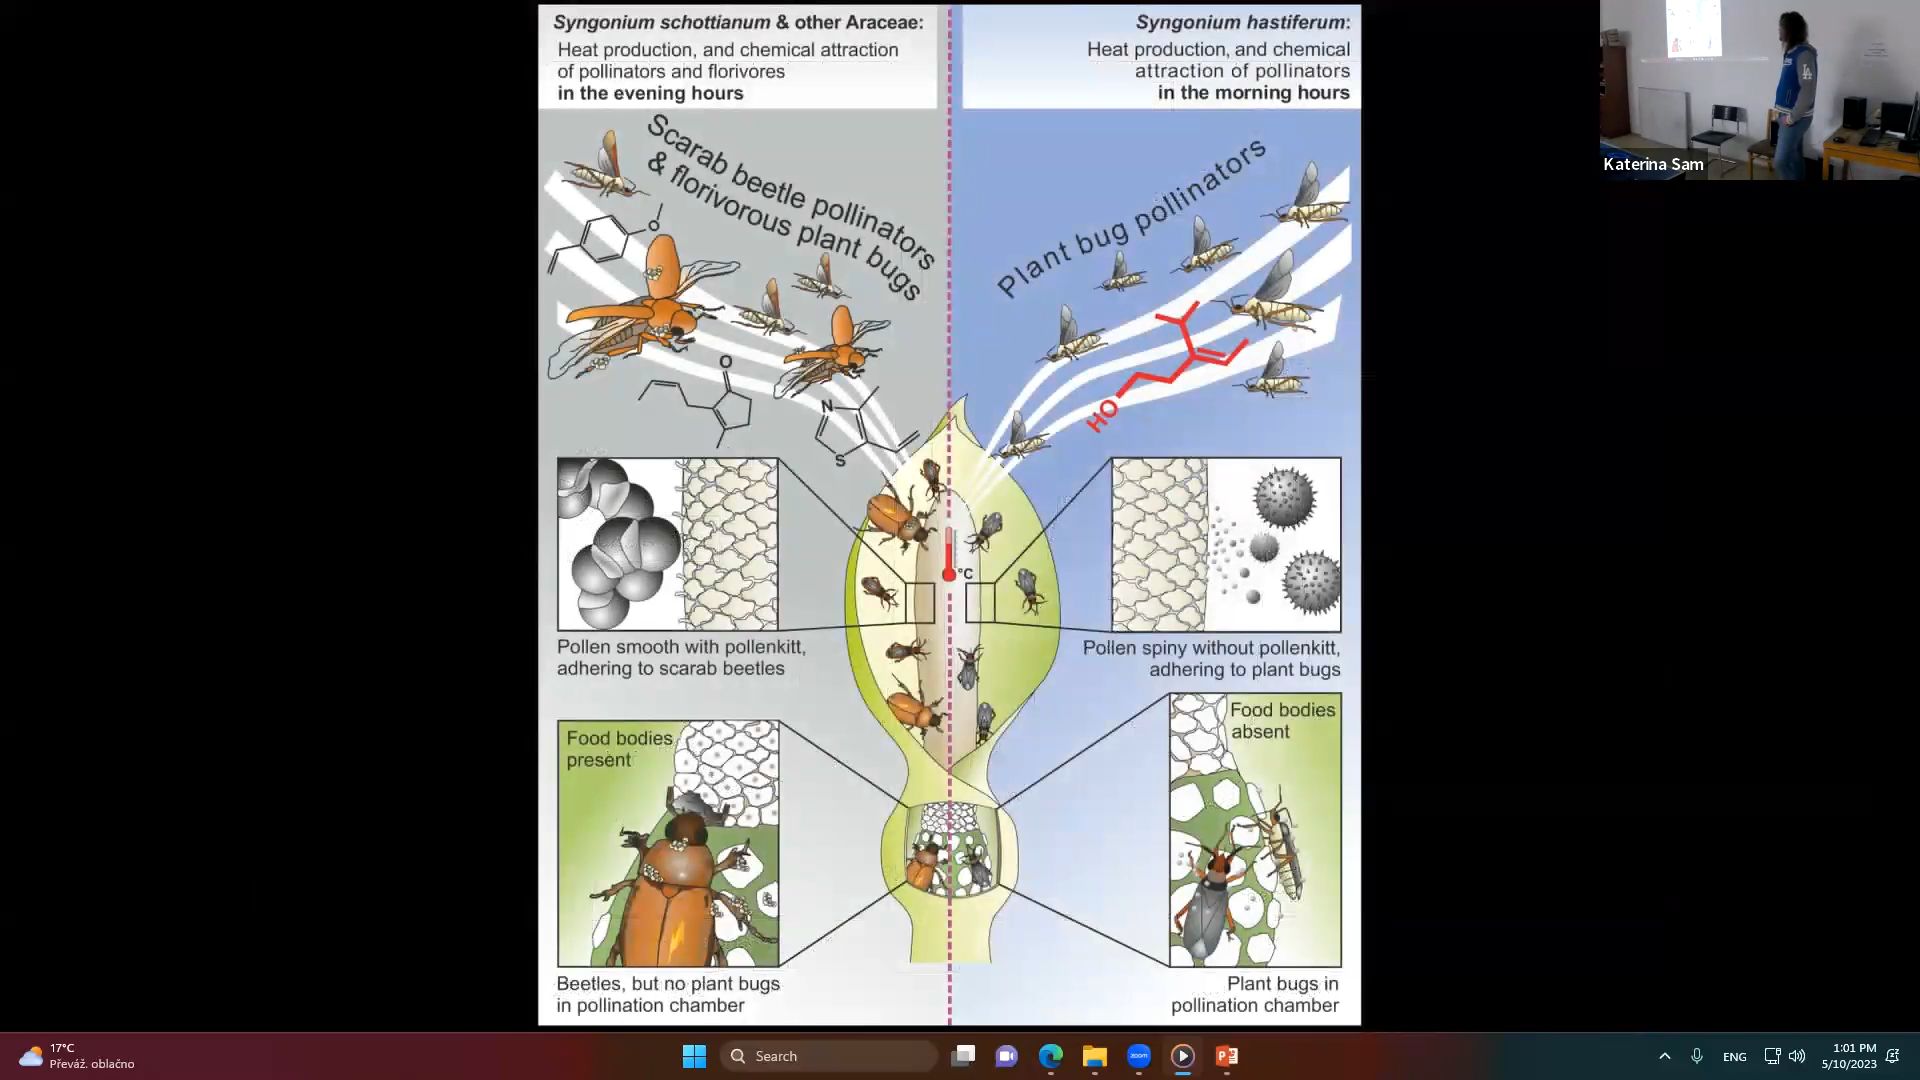 Syngonium schottianum & other Araceae:
Heat production, and chemical attraction
of pollinators and florivores
in the evening hours
Syngonium hastiferum:
Heat production, and chemical
attraction of pollinators
in the morning hours
Scarab beetle pollinators
& florivorous plant bugs
Plant bug pollinators
O
O
N
S
HO
°C
Pollen smooth with pollenkitt,
adhering to scarab beetles
Pollen spiny without pollenkitt,
adhering to plant bugs
Food bodies
present
Food bodies
absent
Beetles, but no plant bugs
in pollination chamber
Plant bugs in
pollination chamber
Katerina Sam
LA
17°C
Převáž. oblačno
Search
zoom
ENG
1:01 PM
5/10/2023